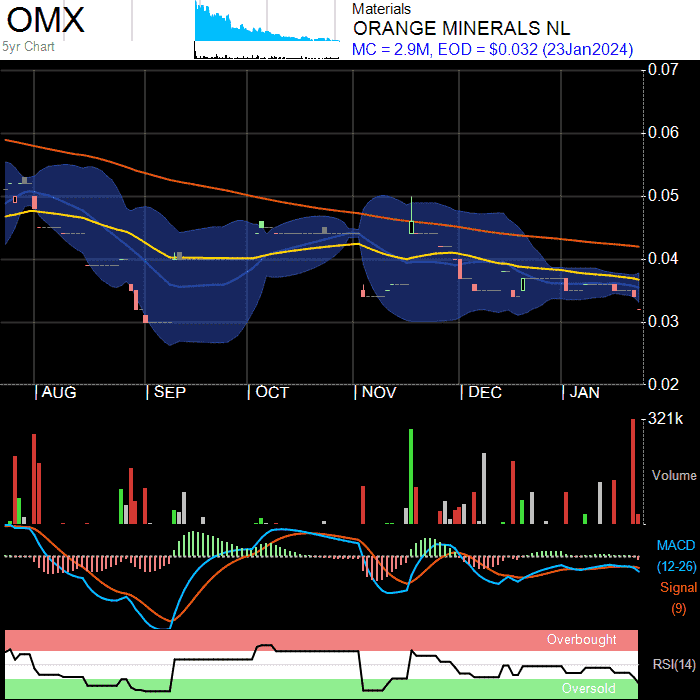 OMX
5yr Chart
Materials
ORANGE MINERALS NL
MC = 2.9M, EOD = $0.032 (23Jan2024)
0.07
0.06
0.05
0.04
0.03
0.02
AUG SEP OCT NOV DEC JAN
321k
Volume
MACD
(12-26)
Signal
(9)
Overbought
RSI(14)
Oversold